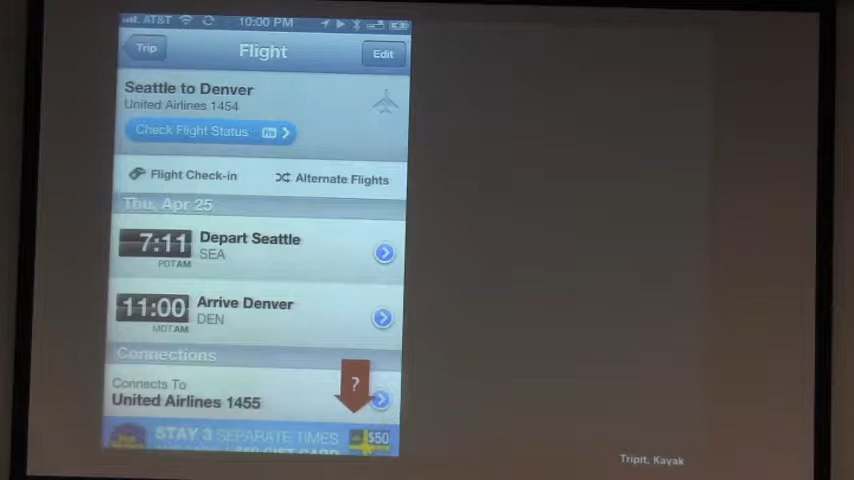 AT&T 10:00 PM
Trip Flight Edit
Seattle to Denver
United Airlines 1454
Check Flight Status Pro
Flight Check-in Alternate Flights
Thu, Apr 25
7:11 Depart Seattle
PDT AM SEA
11:00 Arrive Denver
MDT AM DEN
Connections
Connects To ?
United Airlines 1455
STAY 3 SEPARATE TIMES $50
Tripit, Kayak